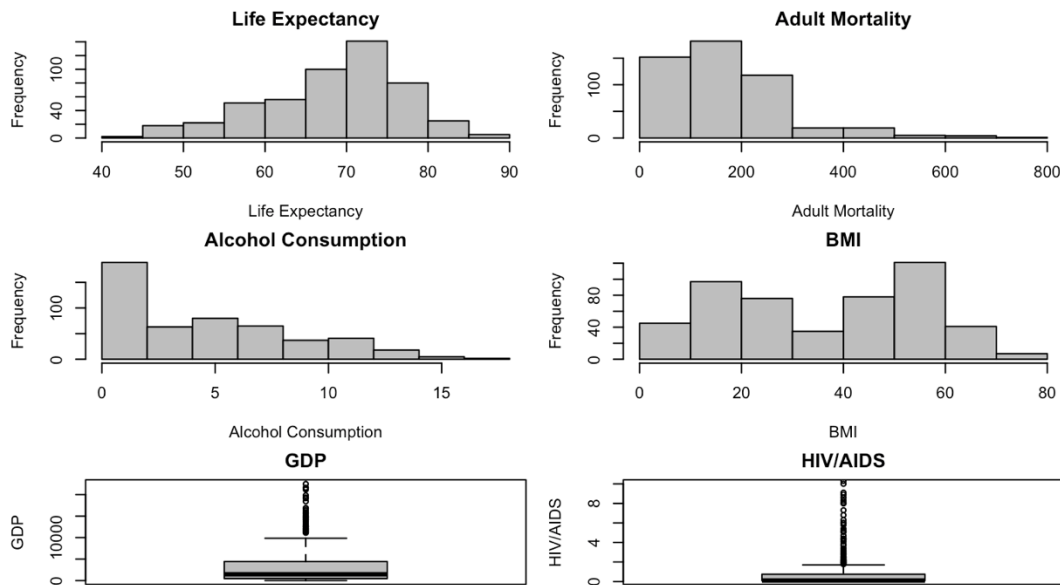 Life Expectancy
Frequency
0
40
100
40
50
60
70
80
90
Life Expectancy
Adult Mortality
Frequency
0
100
0
200
400
600
800
Adult Mortality
Alcohol Consumption
Frequency
0
100
0
5
10
15
Alcohol Consumption
BMI
Frequency
0
40
80
0
20
40
60
80
BMI
GDP
GDP
0
10000
HIV/AIDS
HIV/AIDS
0
4
8